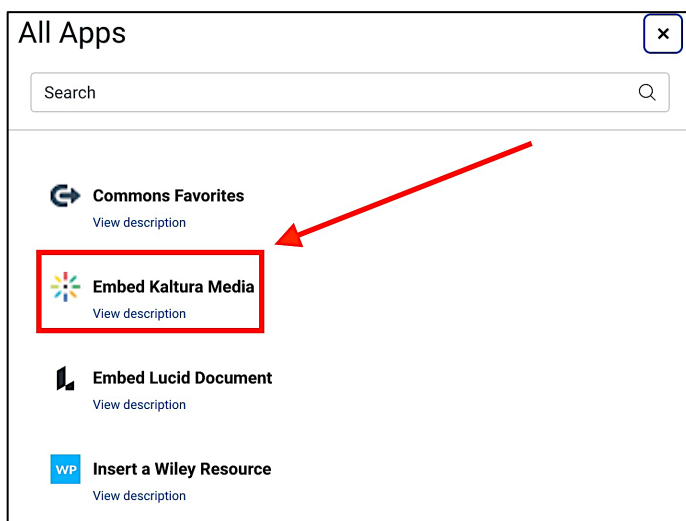 All Apps
×
Search
Commons Favorites
View description
Embed Kaltura Media
View description
Embed Lucid Document
View description
WP Insert a Wiley Resource
View description